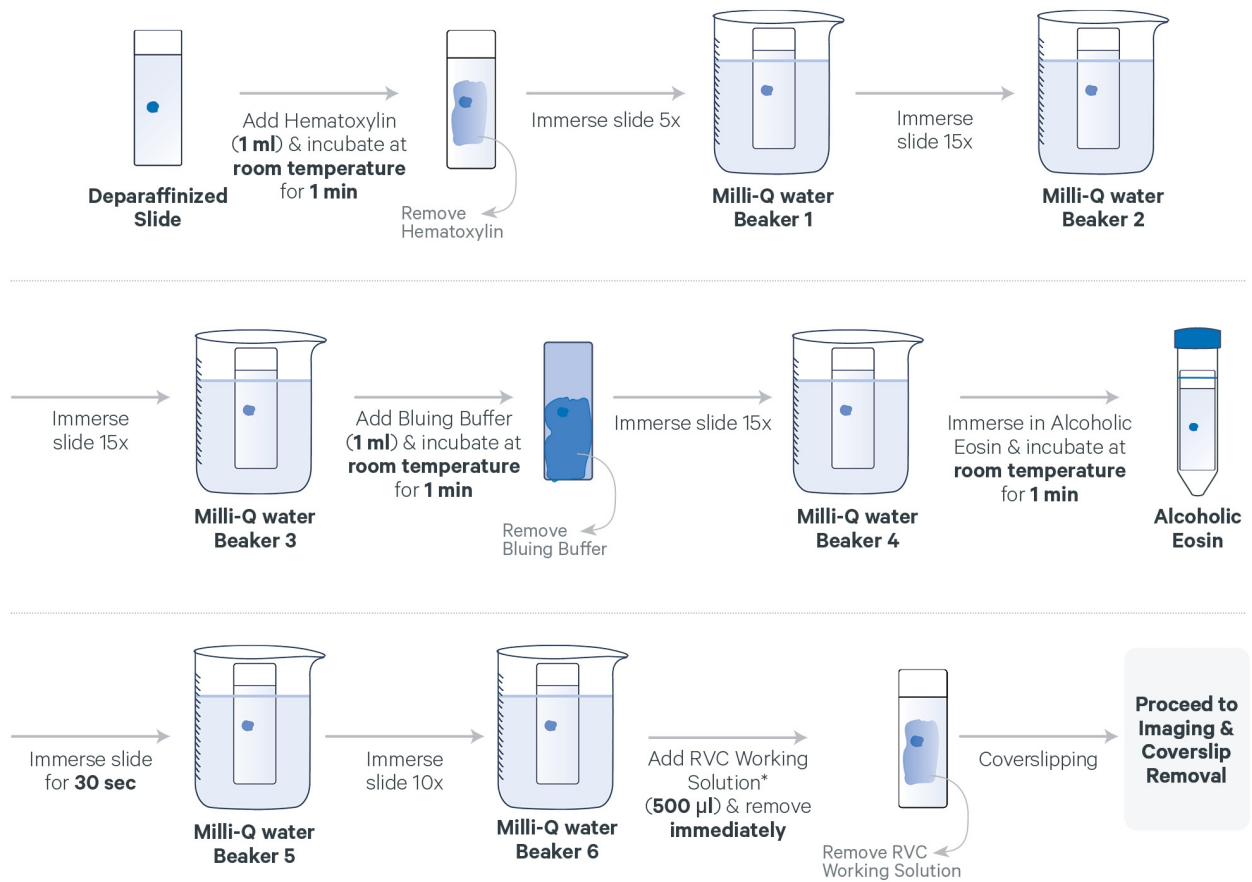 Deparaffinized
Slide
Add Hematoxylin
(1 ml) & incubate at
room temperature
for 1 min
Remove
Hematoxylin
Immerse slide 5x
Milli-Q water
Beaker 1
Immerse
slide 15x
Milli-Q water
Beaker 2
Immerse
slide 15x
Milli-Q water
Beaker 3
Add Bluing Buffer
(1 ml) & incubate at
room temperature
for 1 min
Remove
Bluing Buffer
Immerse slide 15x
Milli-Q water
Beaker 4
Immerse in Alcoholic
Eosin & incubate at
room temperature
for 1 min
Alcoholic
Eosin
Immerse slide
for 30 sec
Milli-Q water
Beaker 5
Immerse
slide 10x
Milli-Q water
Beaker 6
Add RVC Working
Solution*
(500 µl) & remove
immediately
Remove RVC
Working Solution
Coverslipping
Proceed to
Imaging &
Coverslip
Removal